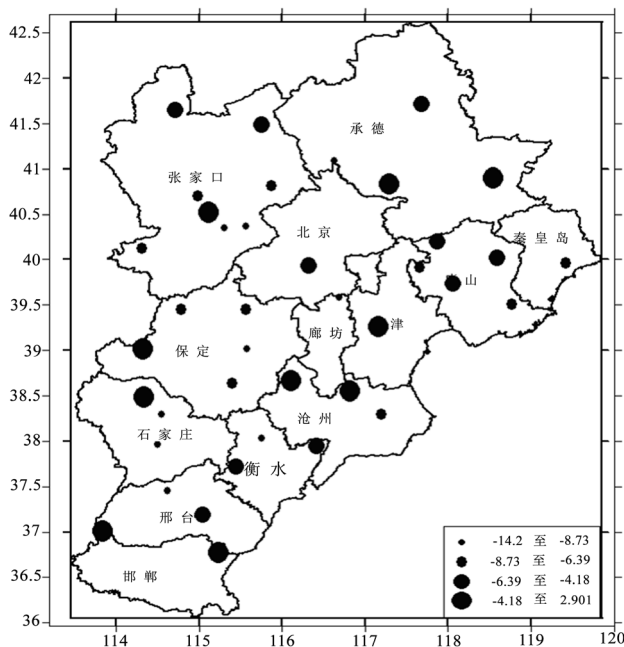 42.5
42
41.5
承 德
41
张 家 口
40.5
北 京
秦 皇 岛
40
山
39.5
廊 坊
津
39
保 定
38.5
沧 州
石 家 庄
38
衡 水
37.5
邢 台
37
-14.2 至 -8.73
-8.73 至 -6.39
邯 郸
36.5
-6.39 至 -4.18
-4.18 至 2.901
36
114 115 116 117 118 119 120